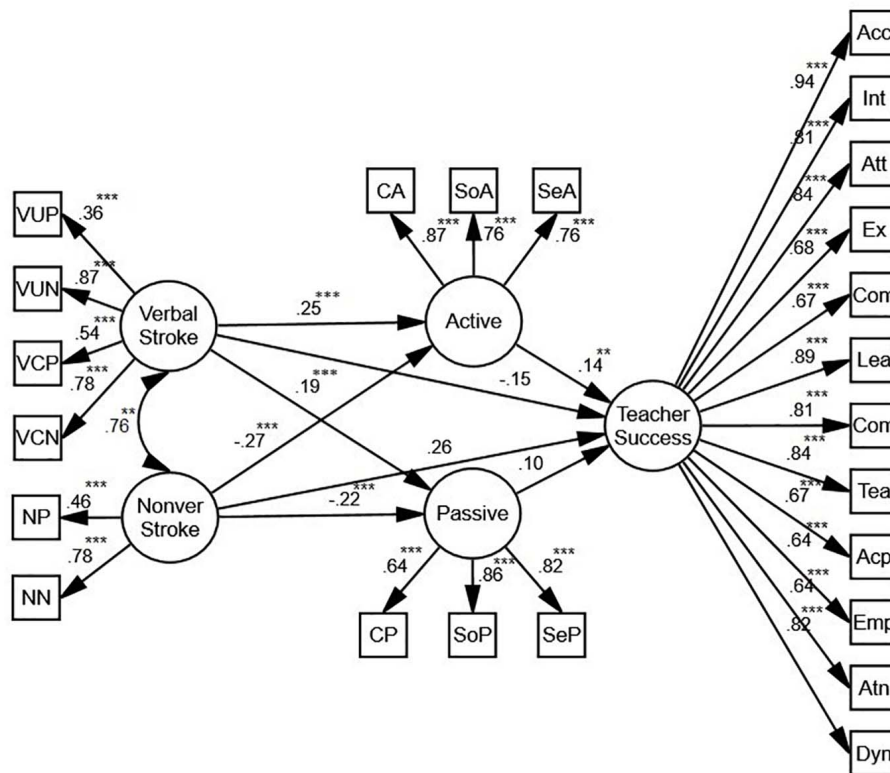 Acc
.94***
Int
.81***
Att
.84***
Ex
.68***
Com
.67***
Lea
.89***
Com
.81***
Tea
.84***
Acp
.67***
Emp
.64***
Atn
.64***
Dyn
.82***
CA
SoA
SeA
.87***
.76***
.76***
VUP
.36***
VUN
.87***
VCP
.54***
VCN
.78***
Verbal
Stroke
.25***
Active
.19***
-.15
.14**
.76**
-.27***
Teacher
Success
.26
.10
NP
.46***
Nonver
Stroke
-.22***
Passive
NN
.78***
.64***
.86***
.82***
CP
SoP
SeP